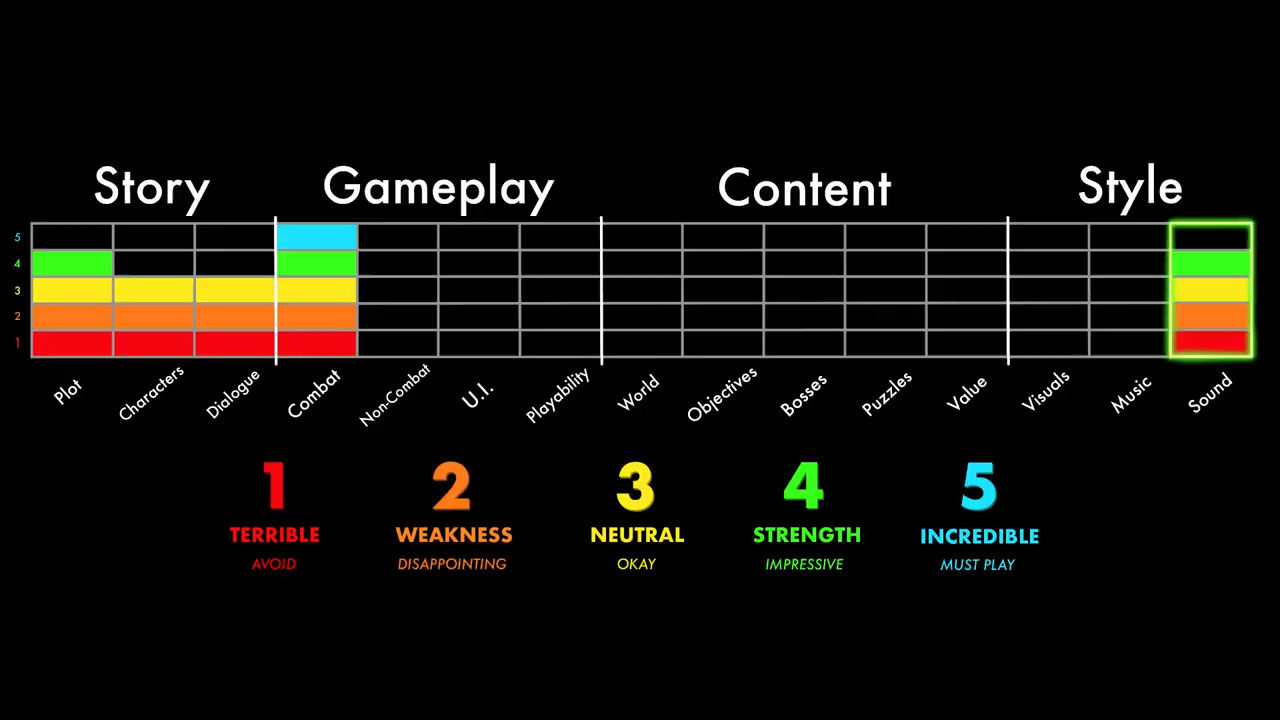 Story Gameplay Content Style
5
4
3
2
1
Plot Characters Dialogue Combat Non-Combat U.I. Playability World Objectives Bosses Puzzles Value Visuals Music Sound
1 2 3 4 5
TERRIBLE WEAKNESS NEUTRAL STRENGTH INCREDIBLE
AVOID DISAPPOINTING OKAY IMPRESSIVE MUST PLAY